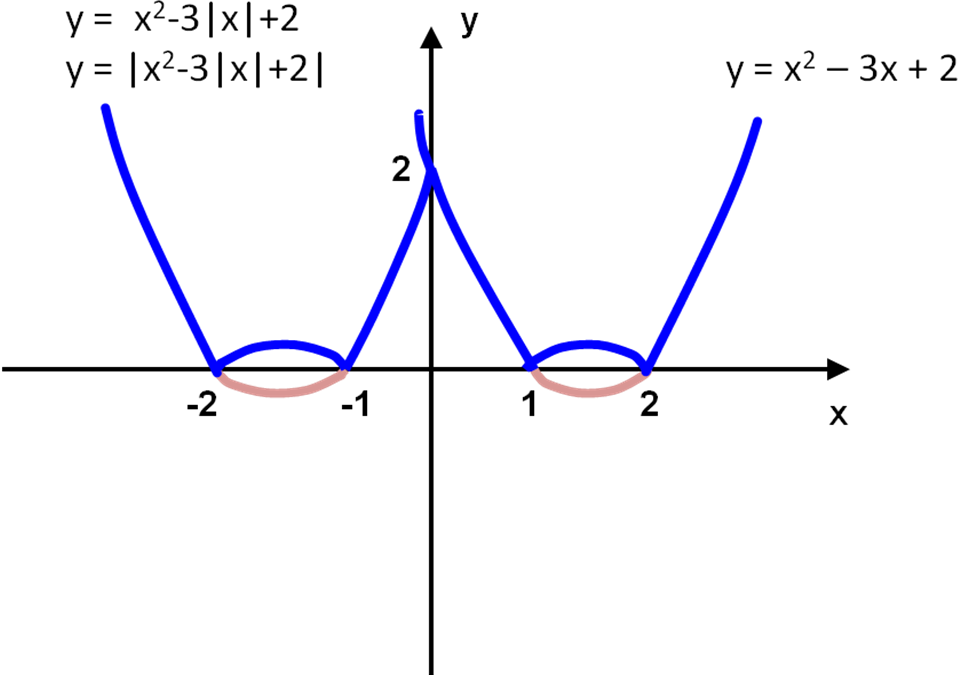 y = x²-3|x|+2
y
y = |x²-3|x|+2|
y = x² – 3x + 2
2
-2
-1
1
2
x